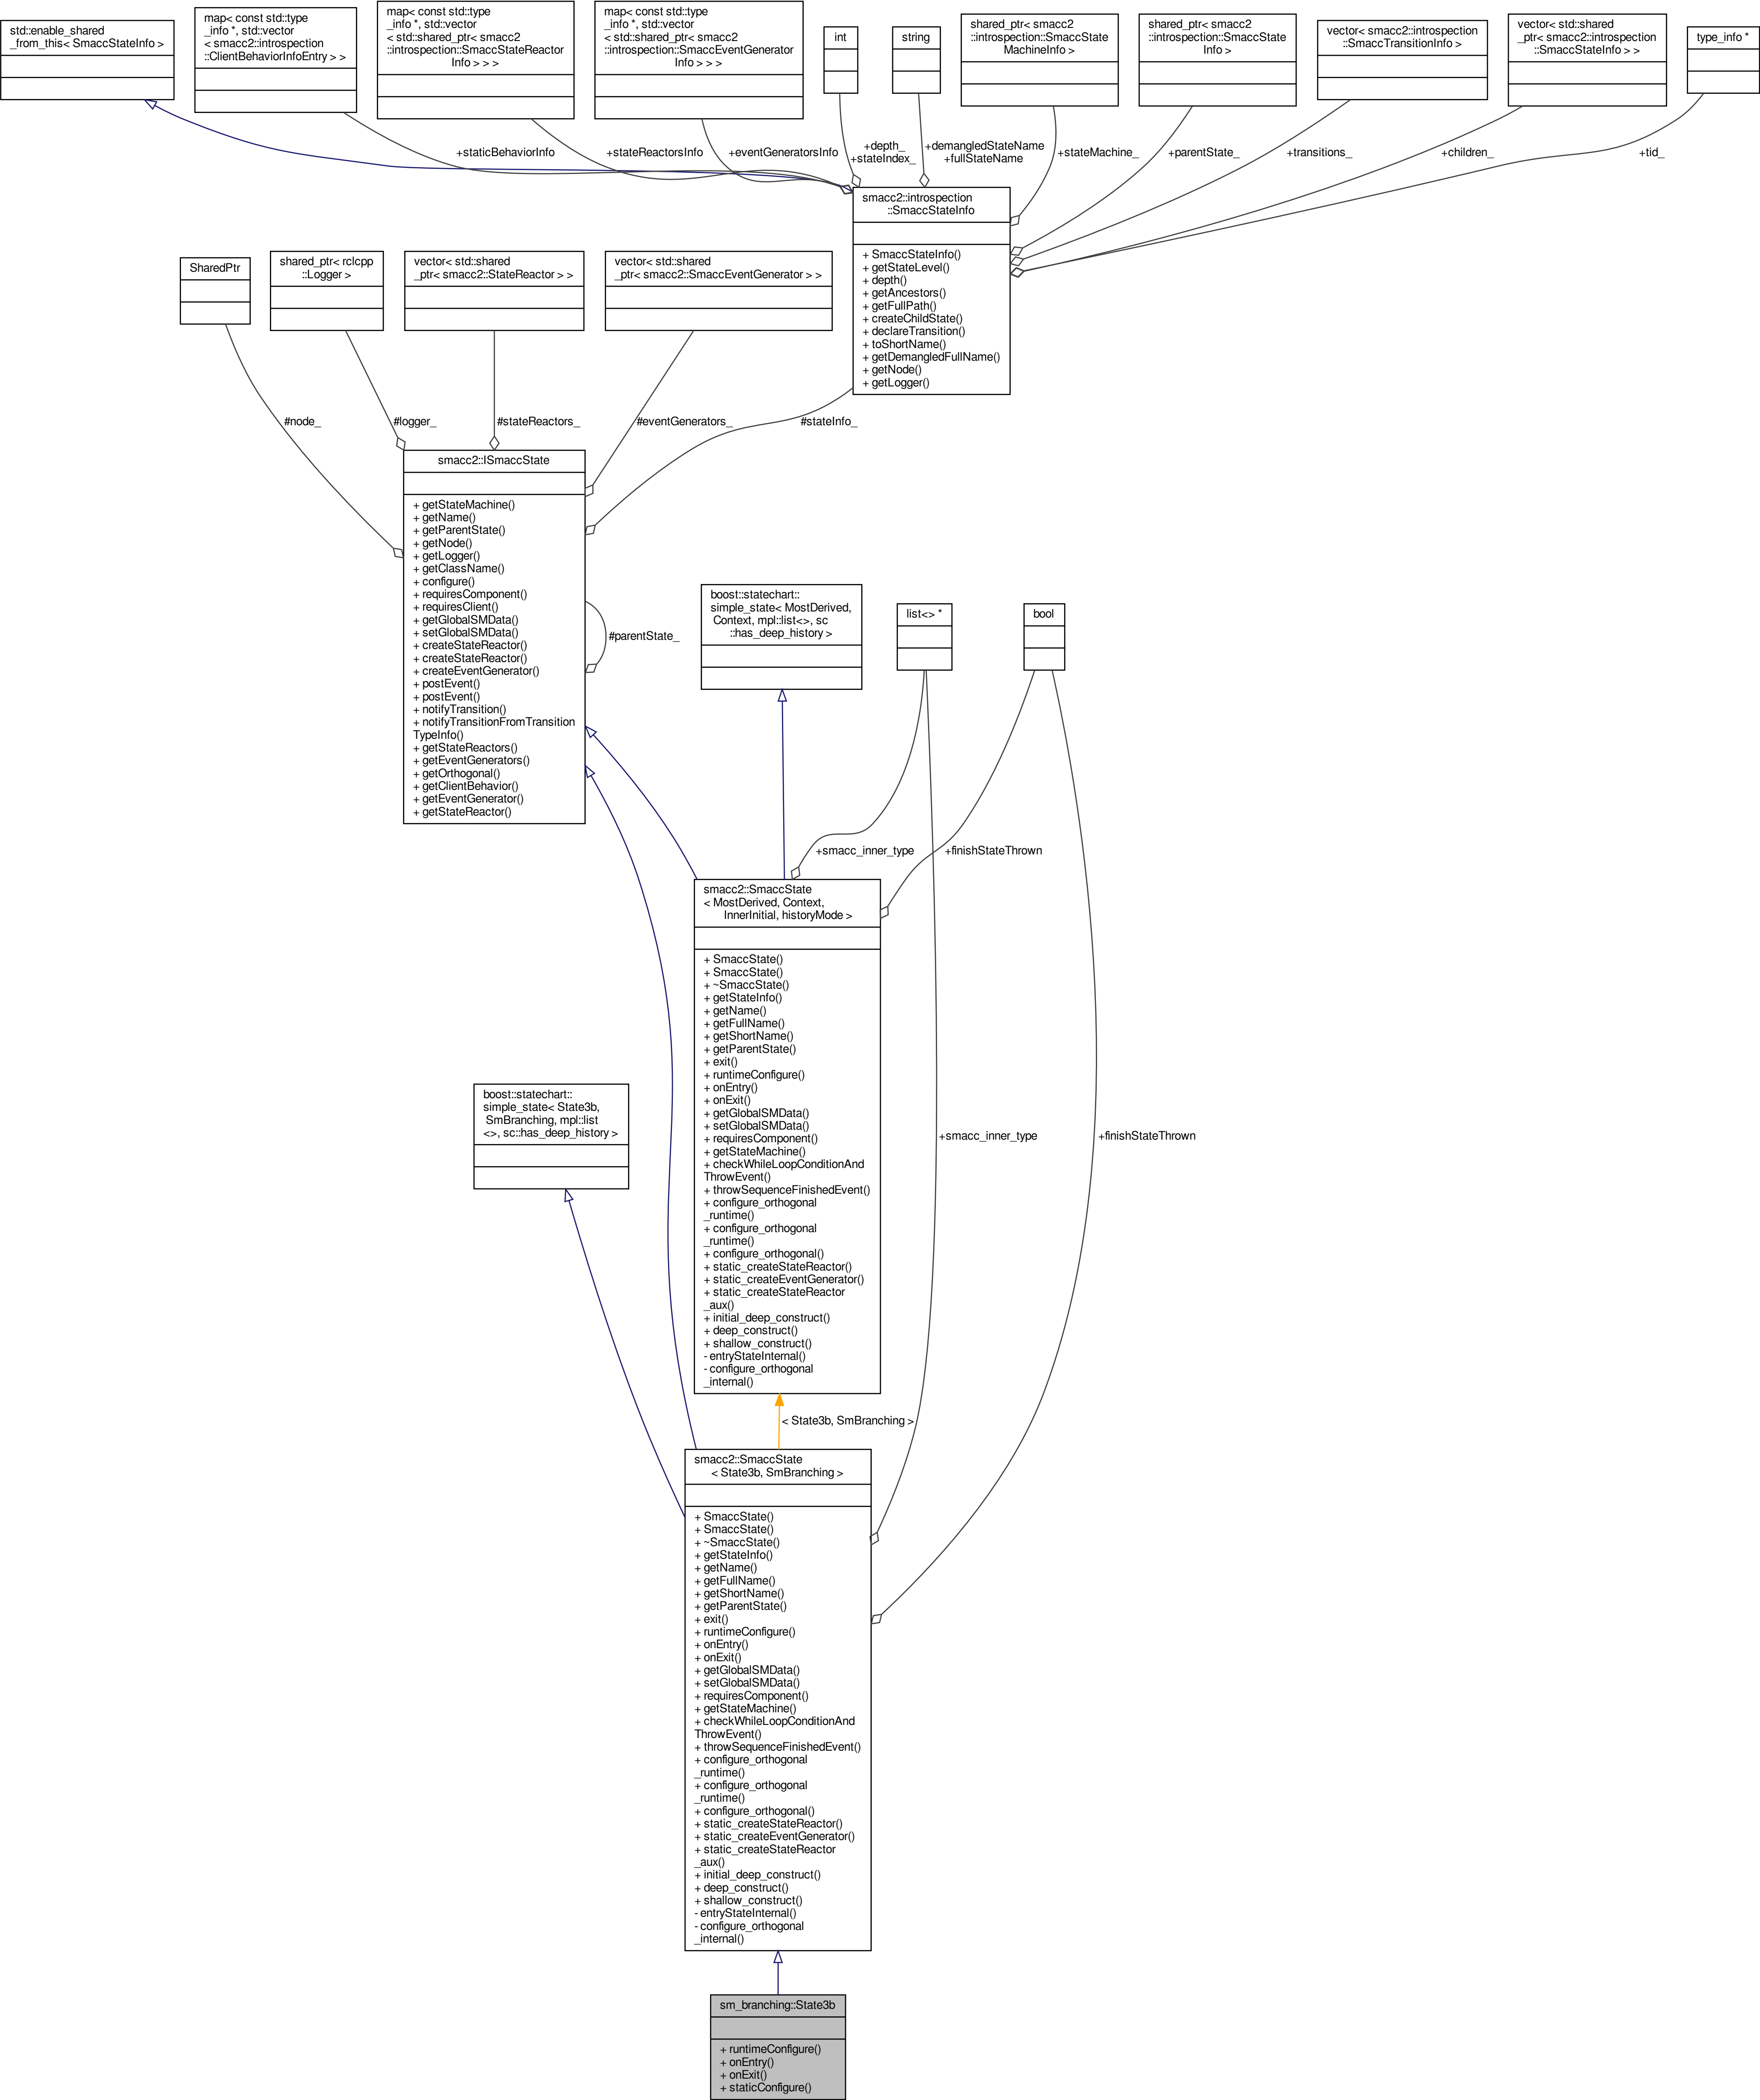 std::enable_shared
_from_this< SmaccStateInfo >
map< const std::type
_info *, std::vector
< smacc2::introspection
::ClientBehaviorInfoEntry > >
map< const std::type
_info *, std::vector
< std::shared_ptr< smacc2
::introspection::SmaccStateReactor
Info > > >
map< const std::type
_info *, std::vector
< std::shared_ptr< smacc2
::introspection::SmaccEventGenerator
Info > > >
int
string
shared_ptr< smacc2
::introspection::SmaccState
MachineInfo >
shared_ptr< smacc2
::introspection::SmaccState
Info >
vector< smacc2::introspection
::SmaccTransitionInfo >
vector< std::shared
_ptr< smacc2::introspection
::SmaccStateInfo > >
type_info *
+staticBehaviorInfo
+stateReactorsInfo
+eventGeneratorsInfo
+depth_
+stateIndex_
+demangledStateName
+fullStateName
+stateMachine_
+parentState_
+transitions_
+children_
+tid_
smacc2::introspection
::SmaccStateInfo
+ SmaccStateInfo()
+ getStateLevel()
+ depth()
+ getAncestors()
+ getFullPath()
+ createChildState()
+ declareTransition()
+ toShortName()
+ getDemangledFullName()
+ getNode()
+ getLogger()
SharedPtr
shared_ptr< rclcpp
::Logger >
vector< std::shared
_ptr< smacc2::StateReactor > >
vector< std::shared
_ptr< smacc2::SmaccEventGenerator > >
#node_
#logger_
#stateReactors_
#eventGenerators_
#stateInfo_
smacc2::ISmaccState
+ getStateMachine()
+ getName()
+ getParentState()
+ getNode()
+ getLogger()
+ getClassName()
+ configure()
+ requiresComponent()
+ requiresClient()
+ getGlobalSMData()
+ setGlobalSMData()
+ createStateReactor()
+ createStateReactor()
+ createEventGenerator()
+ postEvent()
+ postEvent()
+ notifyTransition()
+ notifyTransitionFromTransition
TypeInfo()
+ getStateReactors()
+ getEventGenerators()
+ getOrthogonal()
+ getClientBehavior()
+ getEventGenerator()
+ getStateReactor()
#parentState_
boost::statechart::
simple_state< MostDerived,
Context, mpl::list<>, sc
::has_deep_history >
list<> *
bool
+smacc_inner_type
+finishStateThrown
smacc2::SmaccState
< MostDerived, Context,
InnerInitial, historyMode >
+ SmaccState()
+ SmaccState()
+ ~SmaccState()
+ getStateInfo()
+ getName()
+ getFullName()
+ getShortName()
+ getParentState()
+ exit()
+ runtimeConfigure()
+ onEntry()
+ onExit()
+ getGlobalSMData()
+ setGlobalSMData()
+ requiresComponent()
+ getStateMachine()
+ checkWhileLoopConditionAnd
ThrowEvent()
+ throwSequenceFinishedEvent()
+ configure_orthogonal
_runtime()
+ configure_orthogonal
_runtime()
+ configure_orthogonal()
+ static_createStateReactor()
+ static_createEventGenerator()
+ static_createStateReactor
_aux()
+ initial_deep_construct()
+ deep_construct()
+ shallow_construct()
- entryStateInternal()
- configure_orthogonal
_internal()
boost::statechart::
simple_state< State3b,
SmBranching, mpl::list
<>, sc::has_deep_history >
+smacc_inner_type
+finishStateThrown
< State3b, SmBranching >
smacc2::SmaccState
< State3b, SmBranching >
+ SmaccState()
+ SmaccState()
+ ~SmaccState()
+ getStateInfo()
+ getName()
+ getFullName()
+ getShortName()
+ getParentState()
+ exit()
+ runtimeConfigure()
+ onEntry()
+ onExit()
+ getGlobalSMData()
+ setGlobalSMData()
+ requiresComponent()
+ getStateMachine()
+ checkWhileLoopConditionAnd
ThrowEvent()
+ throwSequenceFinishedEvent()
+ configure_orthogonal
_runtime()
+ configure_orthogonal
_runtime()
+ configure_orthogonal()
+ static_createStateReactor()
+ static_createEventGenerator()
+ static_createStateReactor
_aux()
+ initial_deep_construct()
+ deep_construct()
+ shallow_construct()
- entryStateInternal()
- configure_orthogonal
_internal()
sm_branching::State3b
+ runtimeConfigure()
+ onEntry()
+ onExit()
+ staticConfigure()